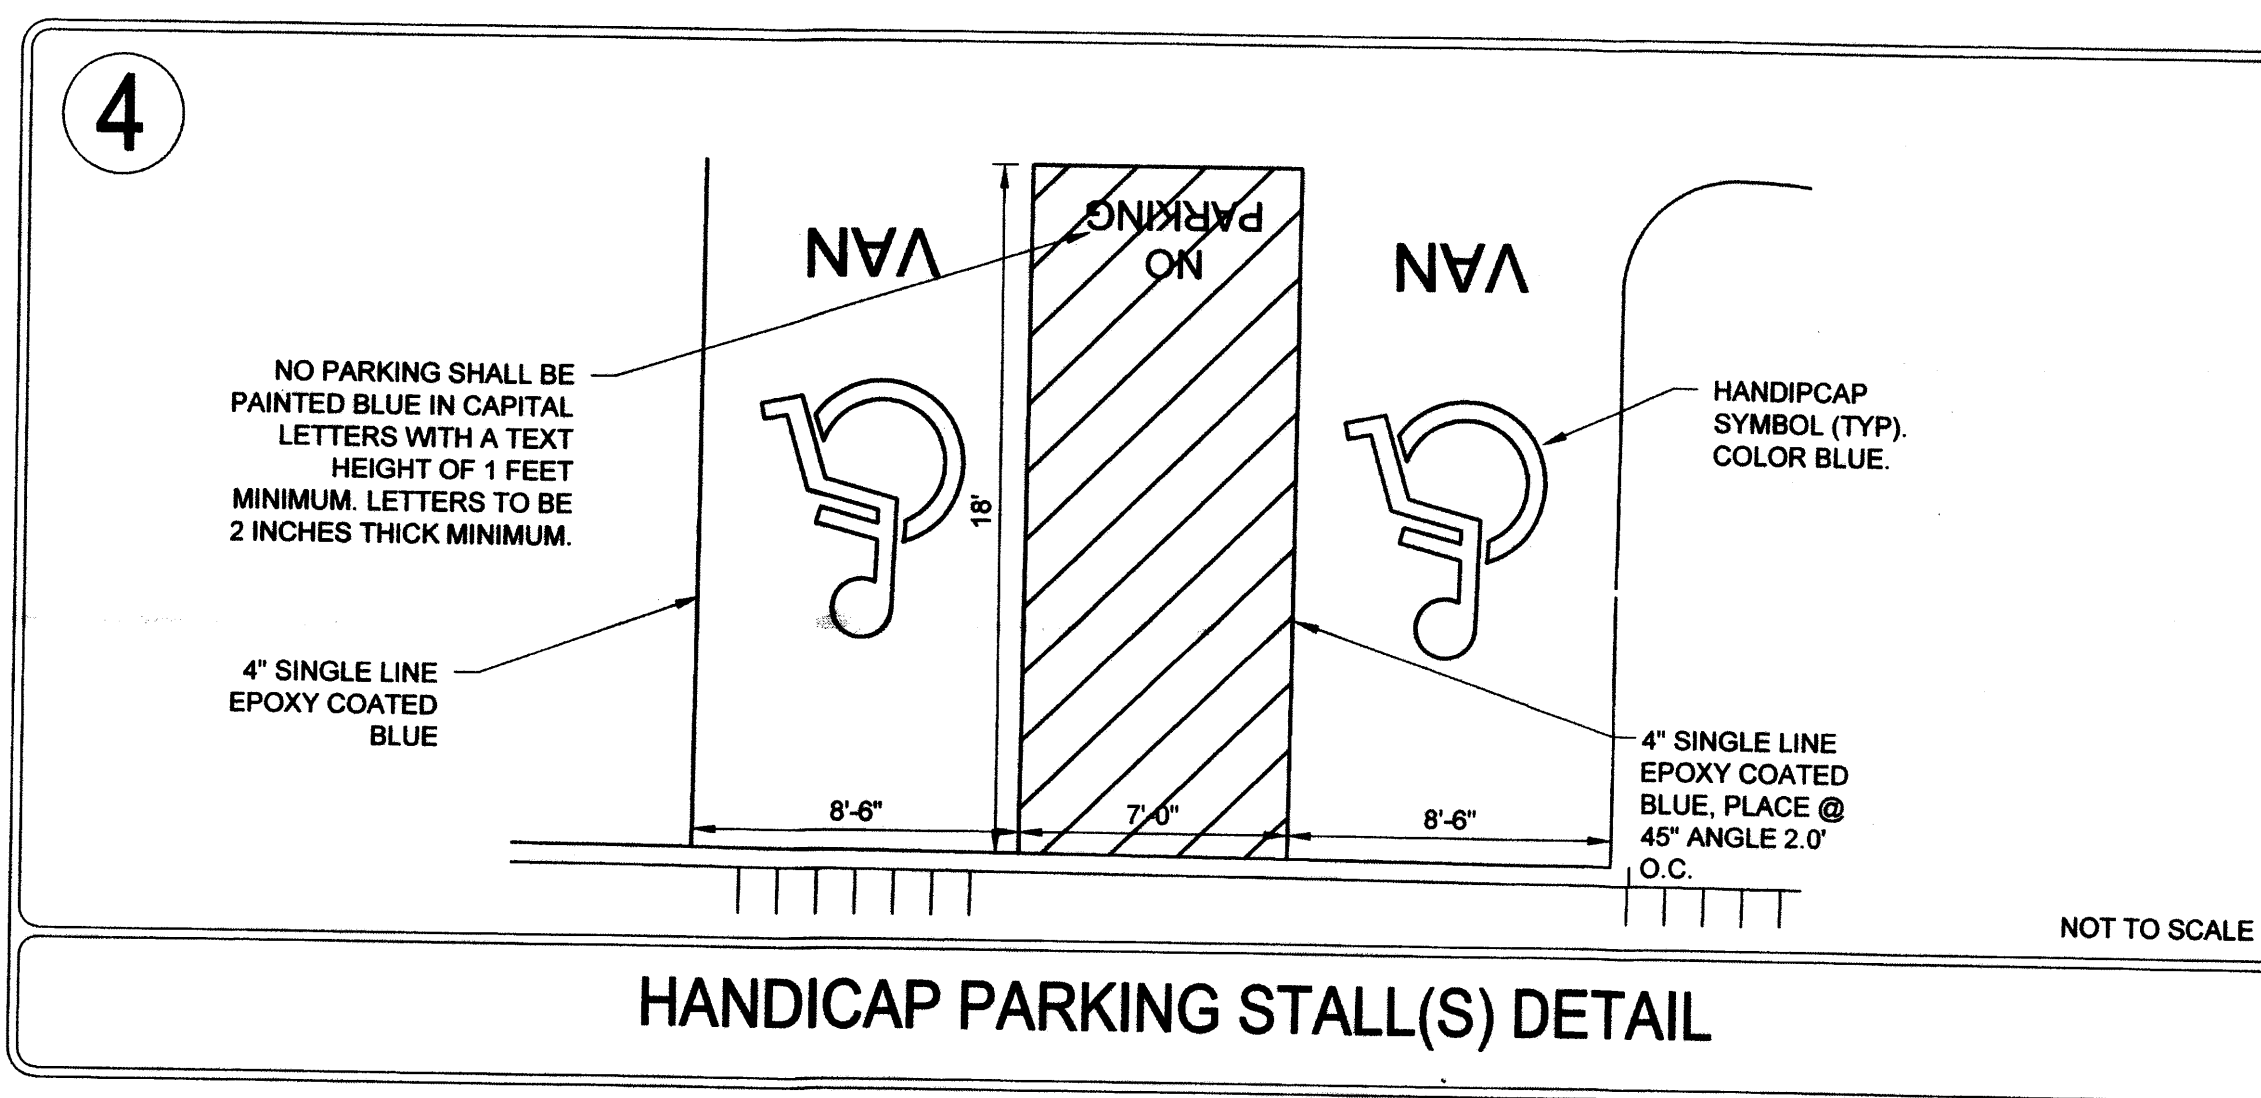 4
VAN
NO
PARKING
VAN
NO PARKING SHALL BE
PAINTED BLUE IN CAPITAL
LETTERS WITH A TEXT
HEIGHT OF 1 FEET
MINIMUM. LETTERS TO BE
2 INCHES THICK MINIMUM.
HANDIPCAP
SYMBOL (TYP).
COLOR BLUE.
18'
4" SINGLE LINE
EPOXY COATED
BLUE
4" SINGLE LINE
EPOXY COATED
BLUE, PLACE @
45" ANGLE 2.0'
O.C.
8'-6"
7'-0"
8'-6"
NOT TO SCALE
HANDICAP PARKING STALL(S) DETAIL